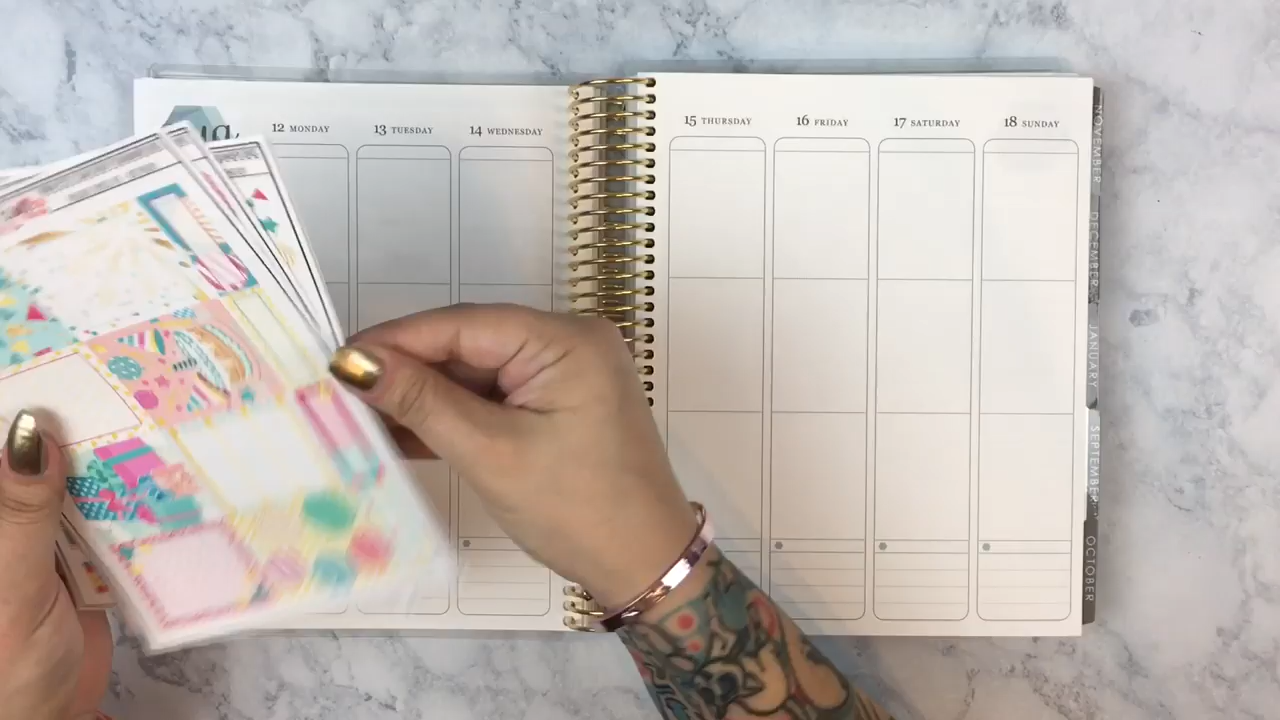 12 MONDAY
13 TUESDAY
14 WEDNESDAY
15 THURSDAY
16 FRIDAY
17 SATURDAY
18 SUNDAY
NOVEMBER
DECEMBER
JANUARY
SEPTEMBER
OCTOBER